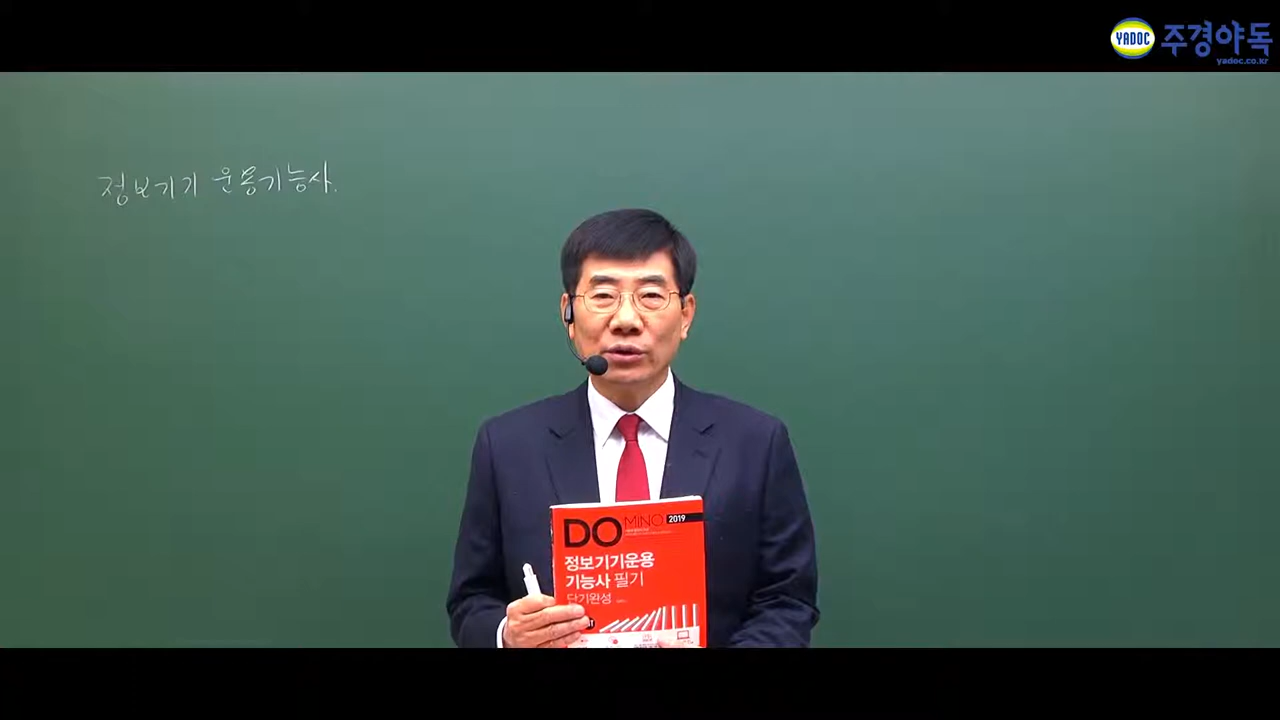 YADOC 주경야독
yadoc.co.kr
정보기기 운용기능사.
DOMINO 2019
정보기기운용
기능사 필기
단기완성